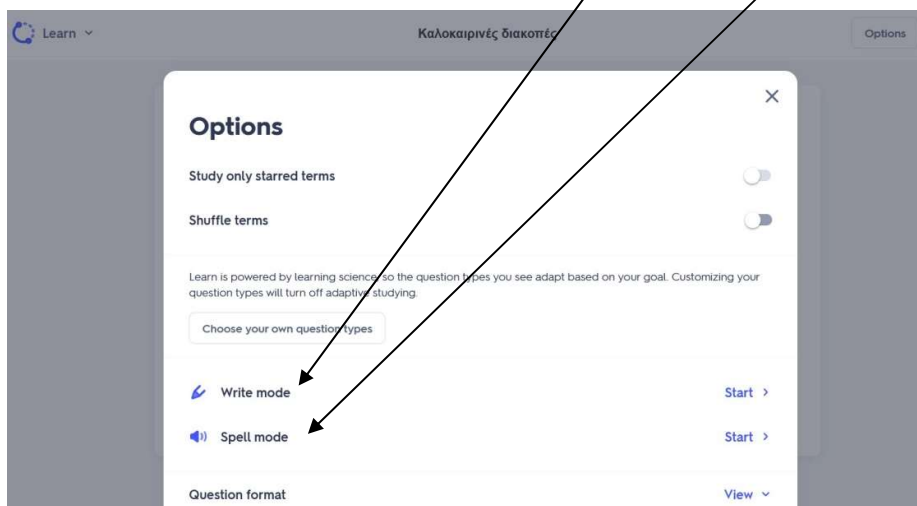 Learn
Καλοκαιρινές διακοπές
Options
Options
Study only starred terms
Shuffle terms
Learn is powered by learning science, so the question types you see adapt based on your goal. Customizing your
question types will turn off adaptive studying.
Choose your own question types
Write mode Start
Spell mode Start
Question format View